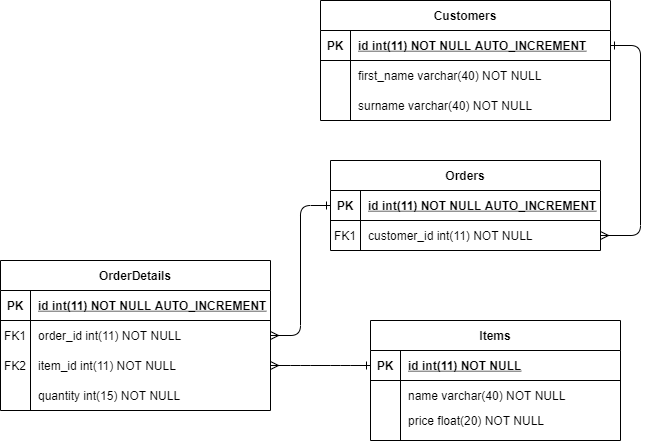 Customers
PK id int(11) NOT NULL AUTO_INCREMENT
first_name varchar(40) NOT NULL
surname varchar(40) NOT NULL
Orders
PK id int(11) NOT NULL AUTO_INCREMENT
FK1 customer_id int(11) NOT NULL
OrderDetails
PK id int(11) NOT NULL AUTO_INCREMENT
FK1 order_id int(11) NOT NULL
FK2 item_id int(11) NOT NULL
quantity int(15) NOT NULL
Items
PK id int(11) NOT NULL
name varchar(40) NOT NULL
price float(20) NOT NULL